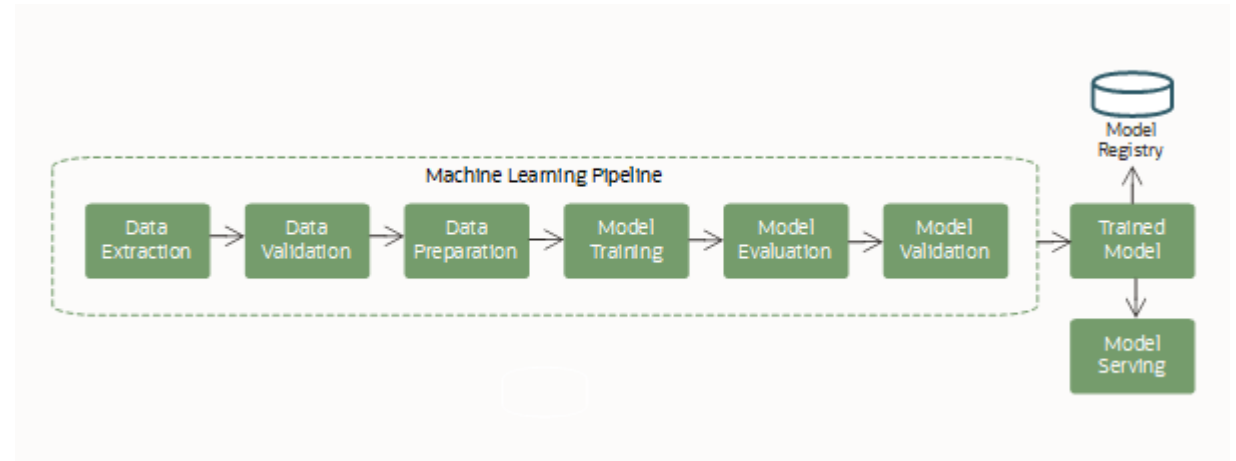 Model
Registry
Machine Learning Pipeline
Data
Extraction
Data
Validation
Data
Preparation
Model
Training
Model
Evaluation
Model
Validation
Trained
Model
Model
Serving